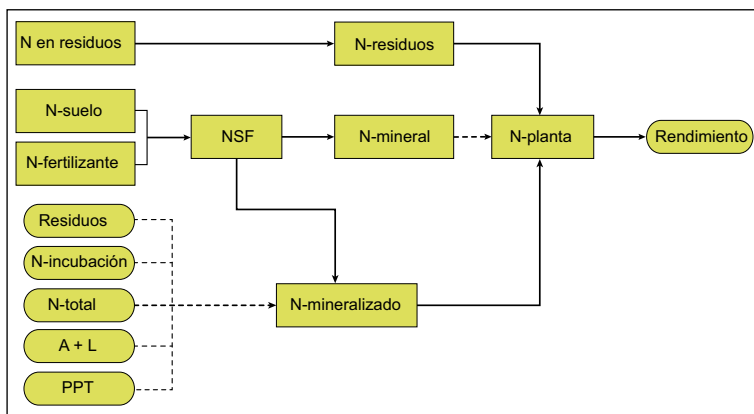 N en residuos
N-residuos
N-suelo
N-fertilizante
NSF
N-mineral
N-planta
Rendimiento
Residuos
N-incubación
N-total
A + L
PPT
N-mineralizado